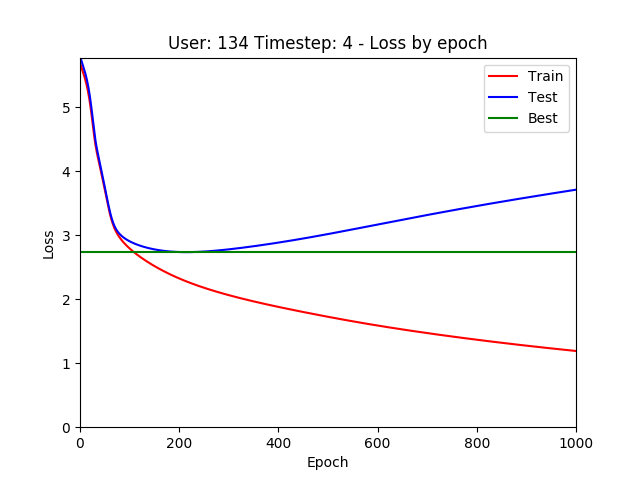 User: 134 Timestep: 4 - Loss by epoch
Train
Test
Best
Loss
5
4
3
2
1
0
0 200 400 600 800 1000
Epoch